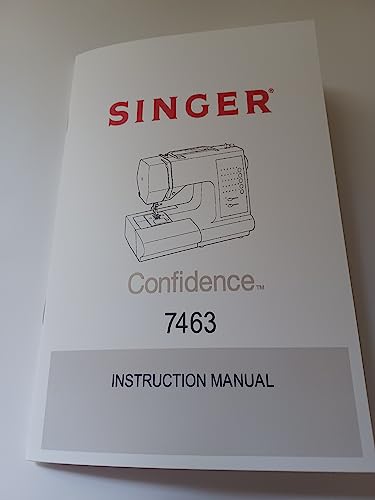 SINGER®
Confidence™
7463
INSTRUCTION MANUAL